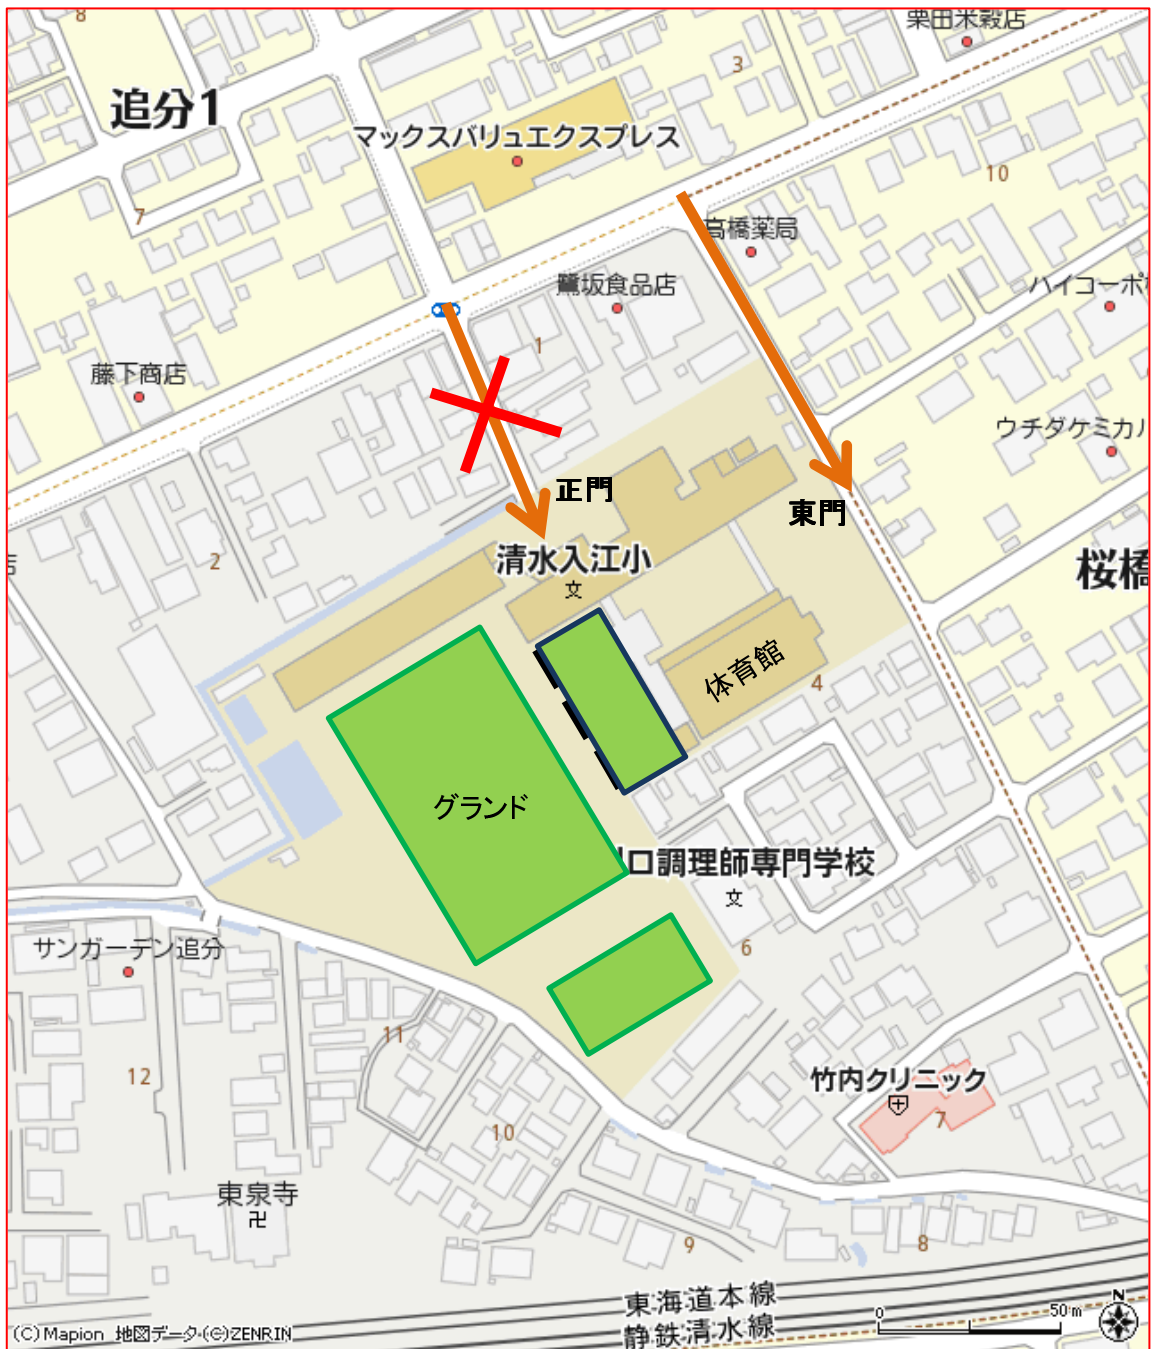 8
栗田米穀店
3
追分1
マックスバリュエクスプレス
10
7
高橋薬局
鷺坂食品店
ハイコーポ
1
藤下商店
ウチダケミカル
正門
東門
店
2
清水入江小
文
桜橋
体育館
4
グランド
川口調理師専門学校
文
6
サンガーデン追分
11
12
竹内クリニック
7
10
東泉寺
卍
9
8
東海道本線
静鉄清水線
0
50m
N
(C)Mapion 地図データ(C)ZENRIN